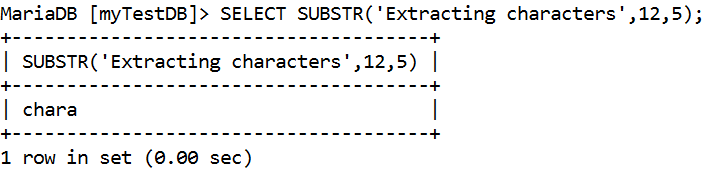 MariaDB [myTestDB]> SELECT SUBSTR('Extracting characters',12,5);
+--------------------------------------+
| SUBSTR('Extracting characters',12,5) |
+--------------------------------------+
| chara                                |
+--------------------------------------+
1 row in set (0.00 sec)